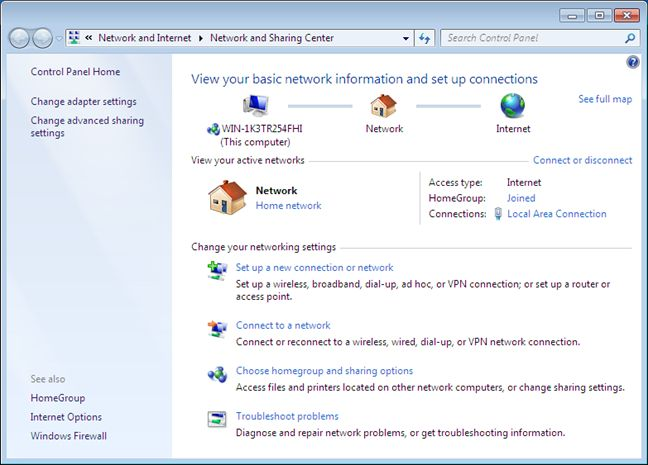 Network and Internet Network and Sharing Center Search Control Panel
Control Panel Home
Change adapter settings
Change advanced sharing
settings
View your basic network information and set up connections
See full map
WIN-1K3TR254FHI Network Internet
(This computer)
View your active networks Connect or disconnect
Network
Home network
Access type: Internet
HomeGroup: Joined
Connections: Local Area Connection
Change your networking settings
Set up a new connection or network
Set up a wireless, broadband, dial-up, ad hoc, or VPN connection; or set up a router or
access point.
Connect to a network
Connect or reconnect to a wireless, wired, dial-up, or VPN network connection.
Choose homegroup and sharing options
Access files and printers located on other network computers, or change sharing settings.
Troubleshoot problems
Diagnose and repair network problems, or get troubleshooting information.
See also
HomeGroup
Internet Options
Windows Firewall